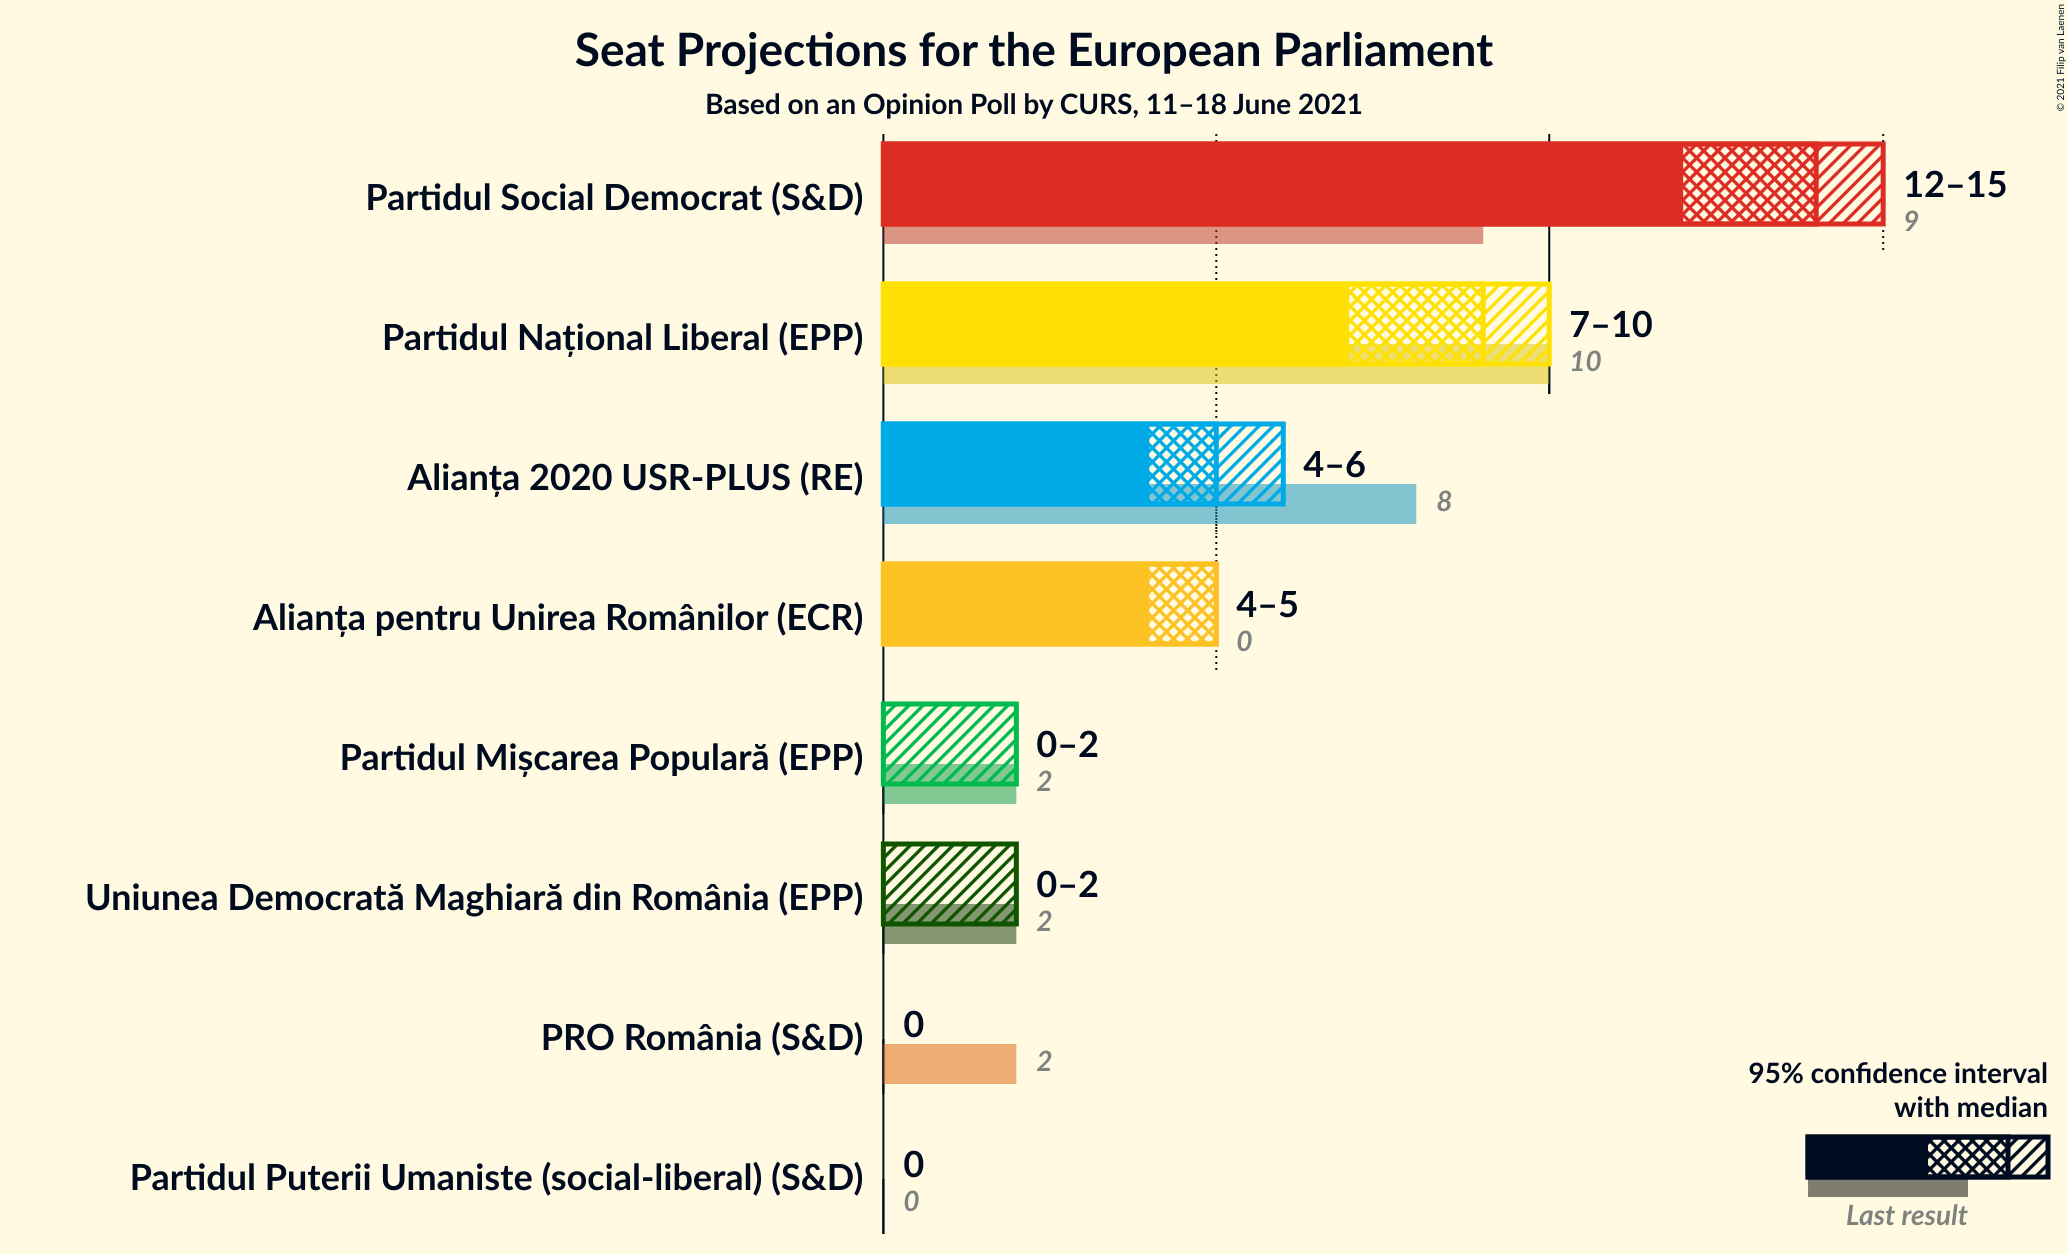 Seat Projections for the European Parliament
Based on an Opinion Poll by CURS, 11–18 June 2021
© 2021 Filip van Laenen
Partidul Social Democrat (S&D)
12–15
9
Partidul Național Liberal (EPP)
7–10
10
Alianța 2020 USR-PLUS (RE)
4–6
8
Alianța pentru Unirea Românilor (ECR)
4–5
0
Partidul Mișcarea Populară (EPP)
0–2
2
Uniunea Democrată Maghiară din România (EPP)
0–2
2
PRO România (S&D)
0
2
Partidul Puterii Umaniste (social-liberal) (S&D)
0
0
95% confidence interval
with median
Last result